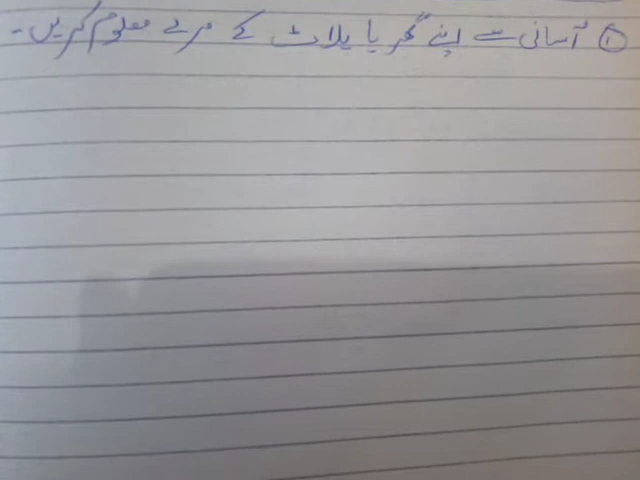 ① آسانی سے اپنے گھر یا پلاٹ کے مرلے معلوم کریں۔